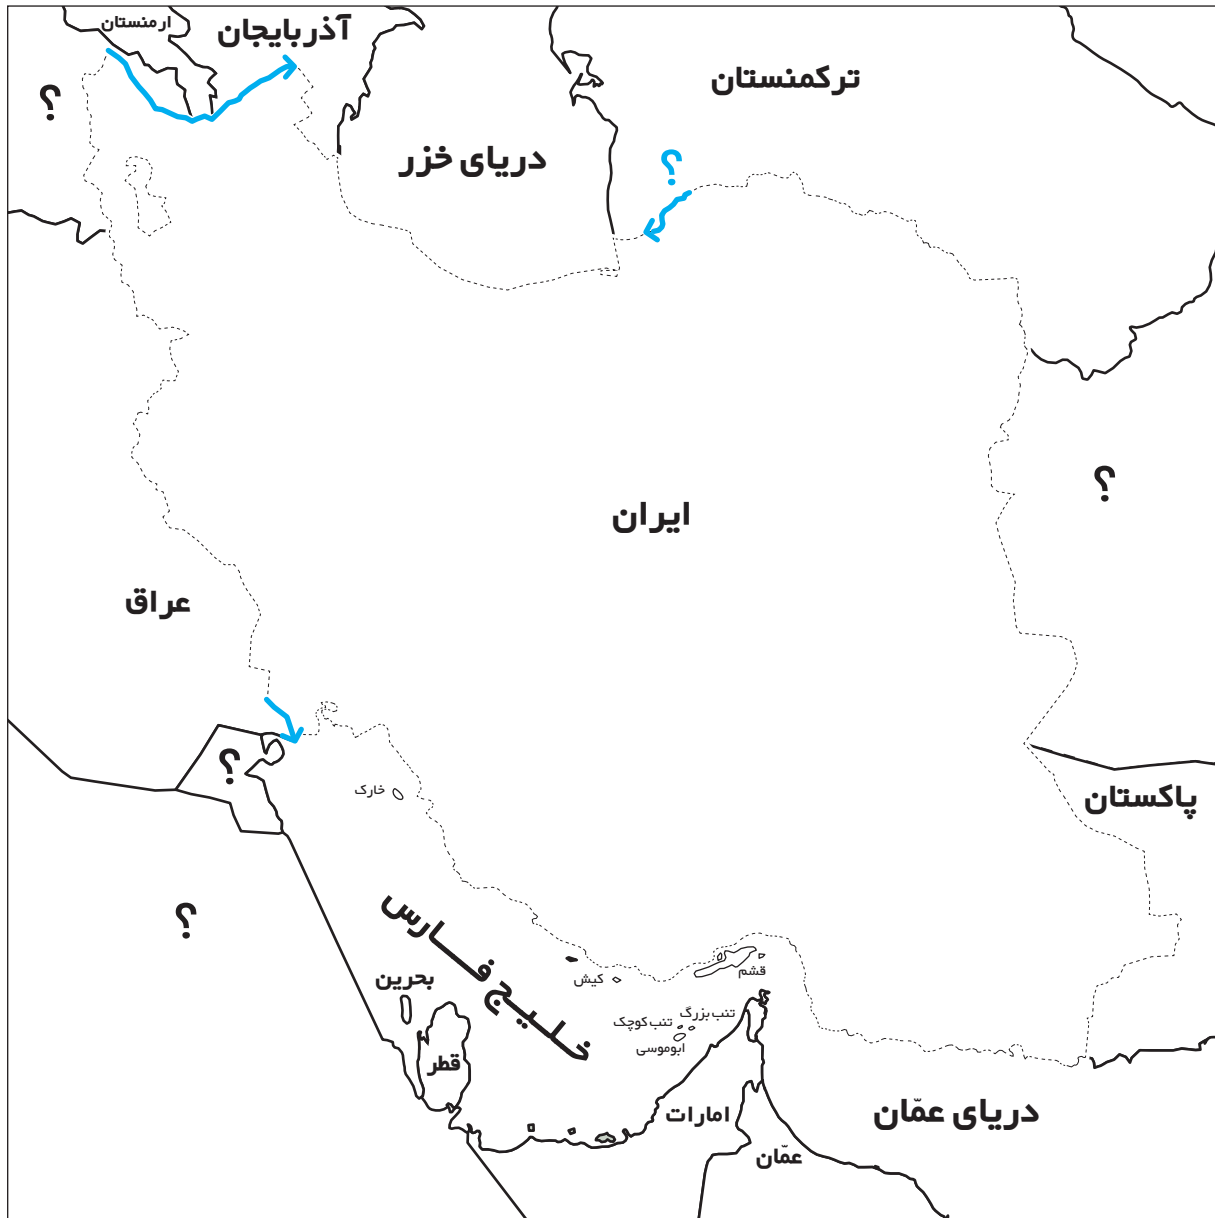 ارمنستان
آذربایجان
؟
ترکمنستان
دریای خزر
؟
؟
ایران
عراق
؟
خارک
پاکستان
؟
خلیج فارس
بحرین
قشم
کیش
تنب بزرگ
تنب کوچک
ابوموسی
قطر
امارات
دریای عمّان
عمّان